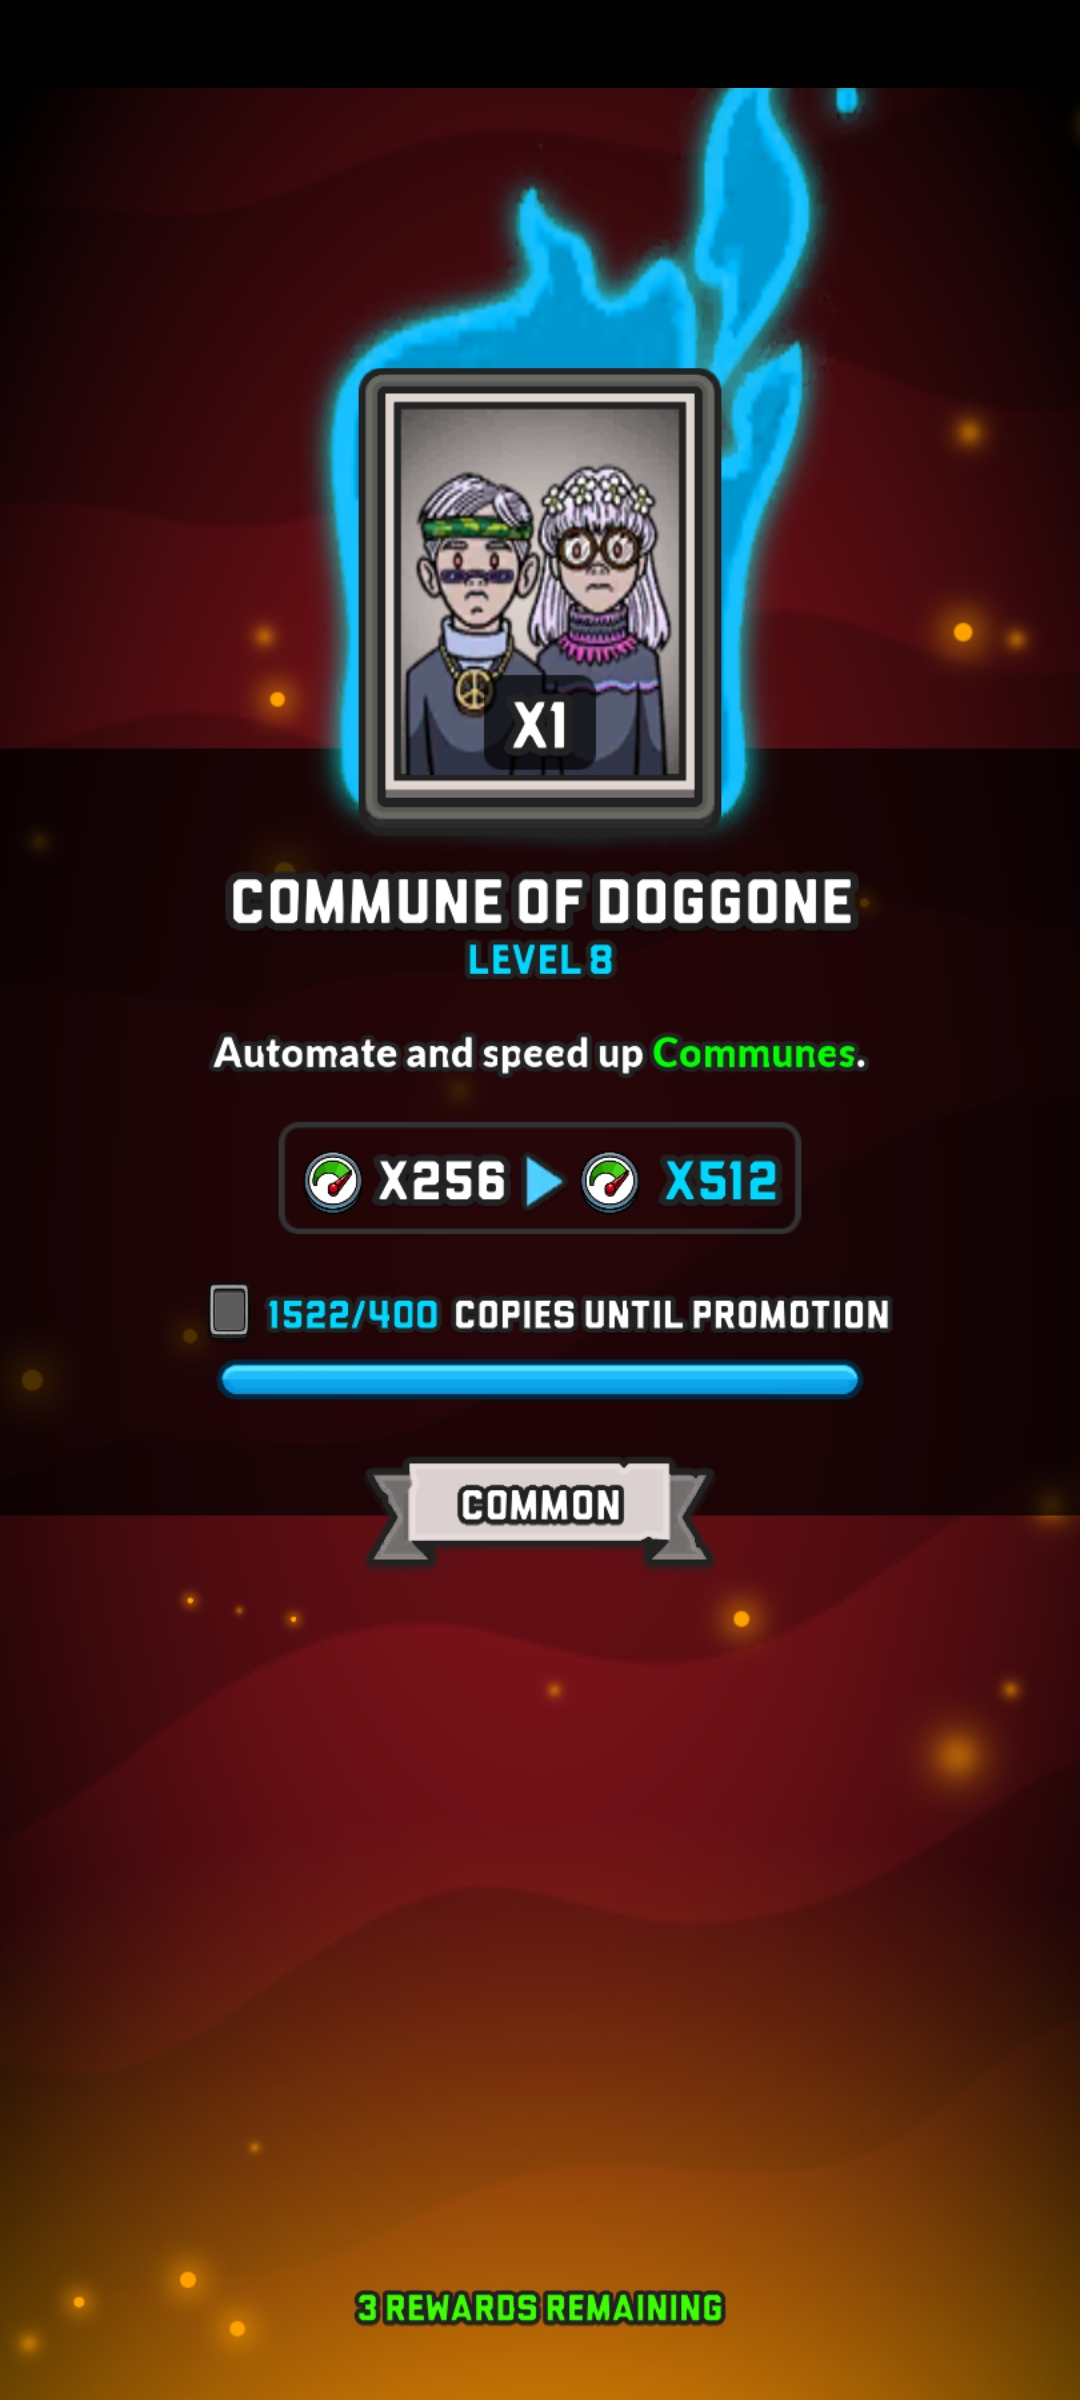 X1
COMMUNE OF DOGGONE
LEVEL 8
Automate and speed up Communes.
X256 X512
1522/400 COPIES UNTIL PROMOTION
COMMON
3 REWARDS REMAINING